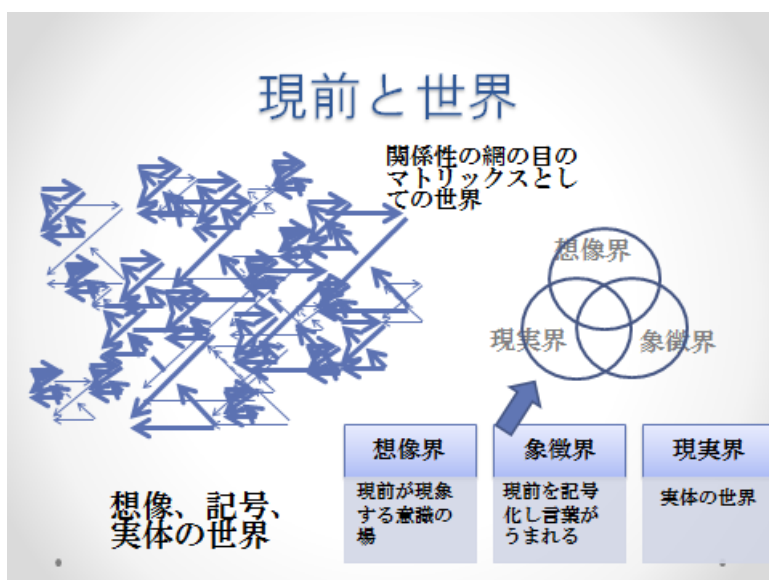 現前と世界
関係性の網の目の
マトリックスとし
ての世界
想像界
現実界
象徴界
想像、記号、
実体の世界
想像界
現前が現象
する意識の
場
象徴界
現前を記号
化し言葉が
うまれる
現実界
実体の世界